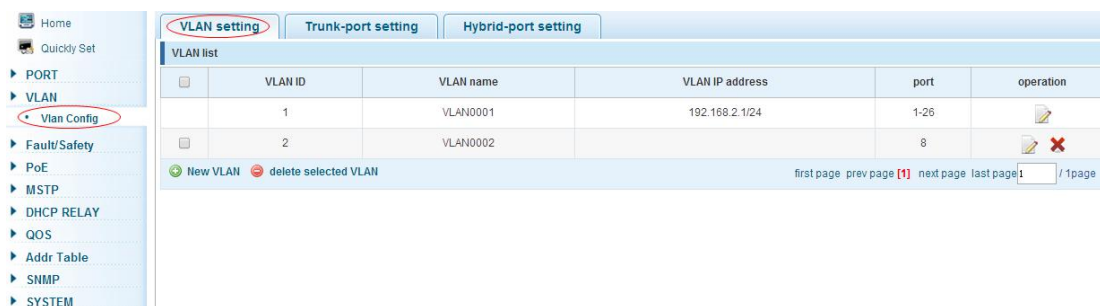 Home
Quickly Set
PORT
VLAN
Vlan Config
Fault/Safety
PoE
MSTP
DHCP RELAY
QOS
Addr Table
SNMP
SYSTEM
VLAN setting Trunk-port setting Hybrid-port setting
VLAN list
VLAN ID VLAN name VLAN IP address port operation
1 VLAN0001 192.168.2.1/24 1-26
2 VLAN0002 8
New VLAN delete selected VLAN first page prev page [1] next page last page 1 / 1page